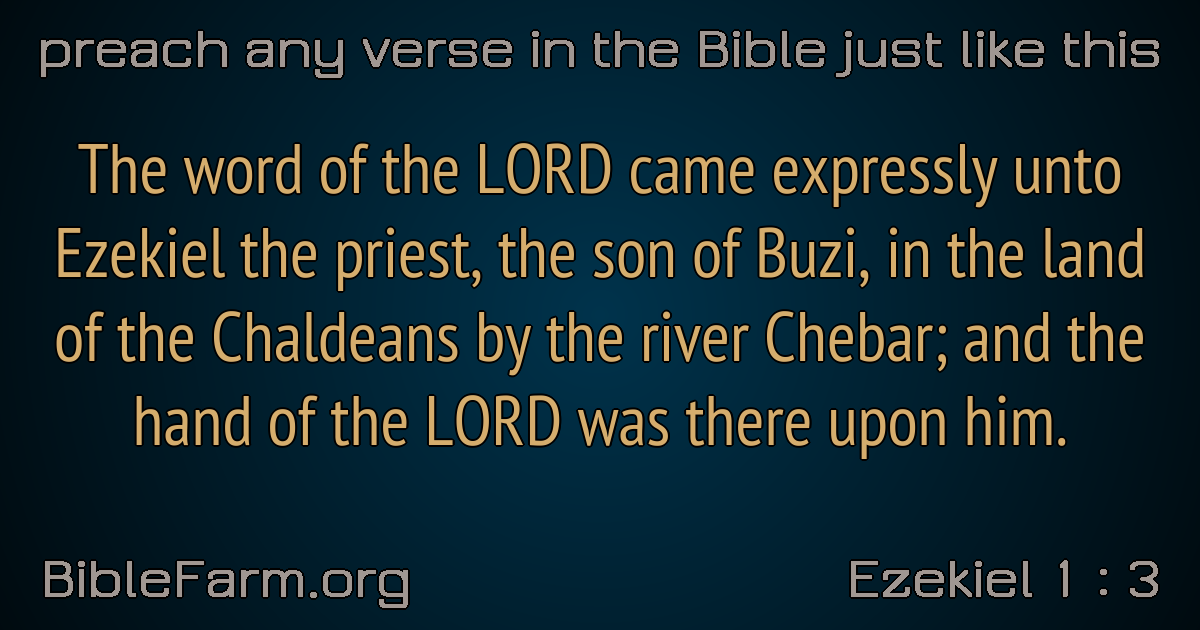 preach any verse in the Bible just like this
The word of the LORD came expressly unto
Ezekiel the priest, the son of Buzi, in the land
of the Chaldeans by the river Chebar; and the
hand of the LORD was there upon him.
BibleFarm.org
Ezekiel 1 : 3